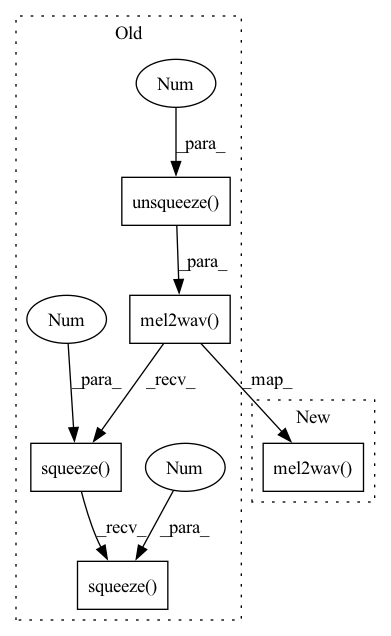 Old
Num
_para_
unsqueeze()
_para_
mel2wav()
Num
_para_
_recv_
_map_
New
squeeze()
Num
mel2wav()
_recv_
_para_
squeeze()